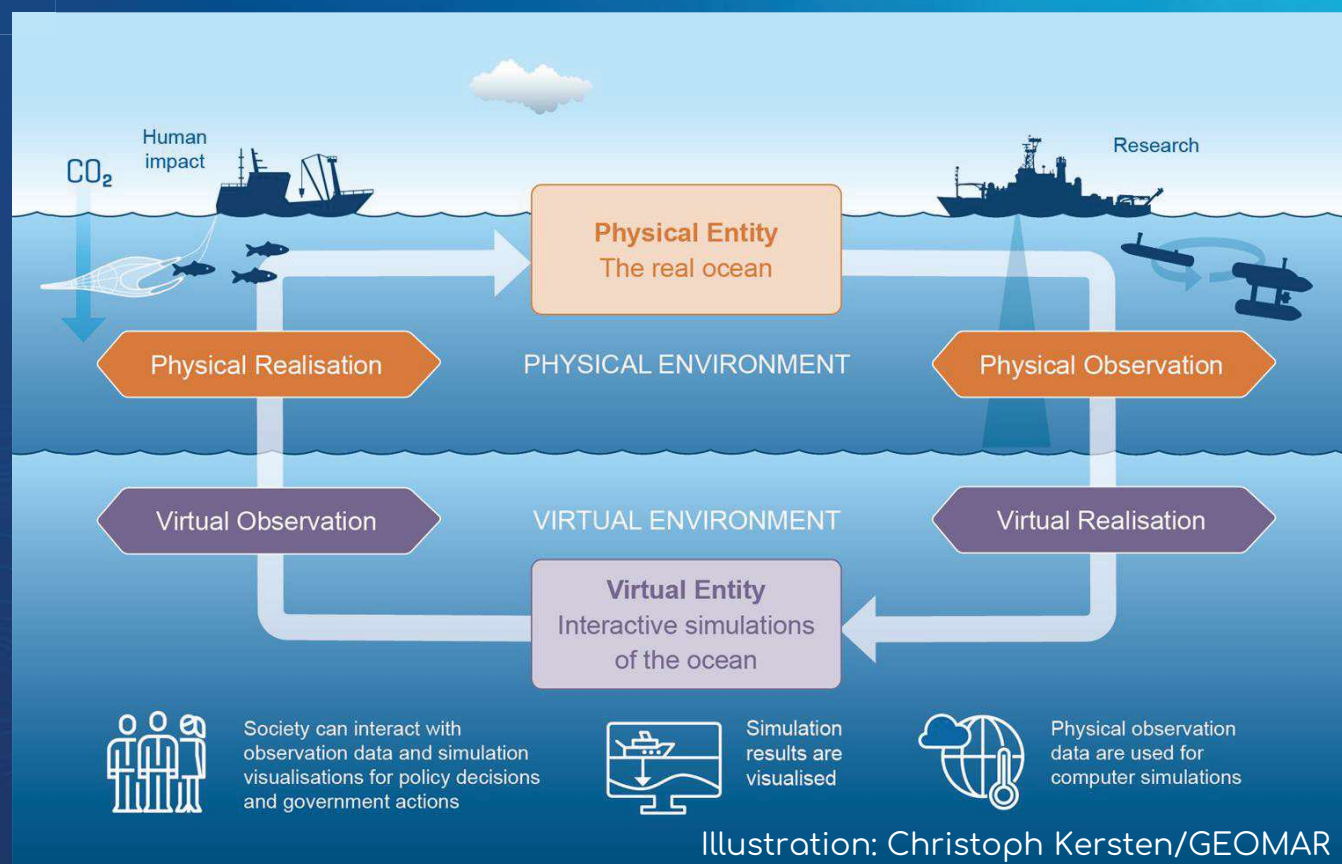 Human
impact
CO₂
Research
Physical Entity
The real ocean
Physical Realisation
PHYSICAL ENVIRONMENT
Physical Observation
Virtual Observation
VIRTUAL ENVIRONMENT
Virtual Realisation
Virtual Entity
Interactive simulations
of the ocean
Society can interact with
observation data and simulation
visualisations for policy decisions
and government actions
Simulation
results are
visualised
Physical observation
data are used for
computer simulations
Illustration: Christoph Kersten/GEOMAR